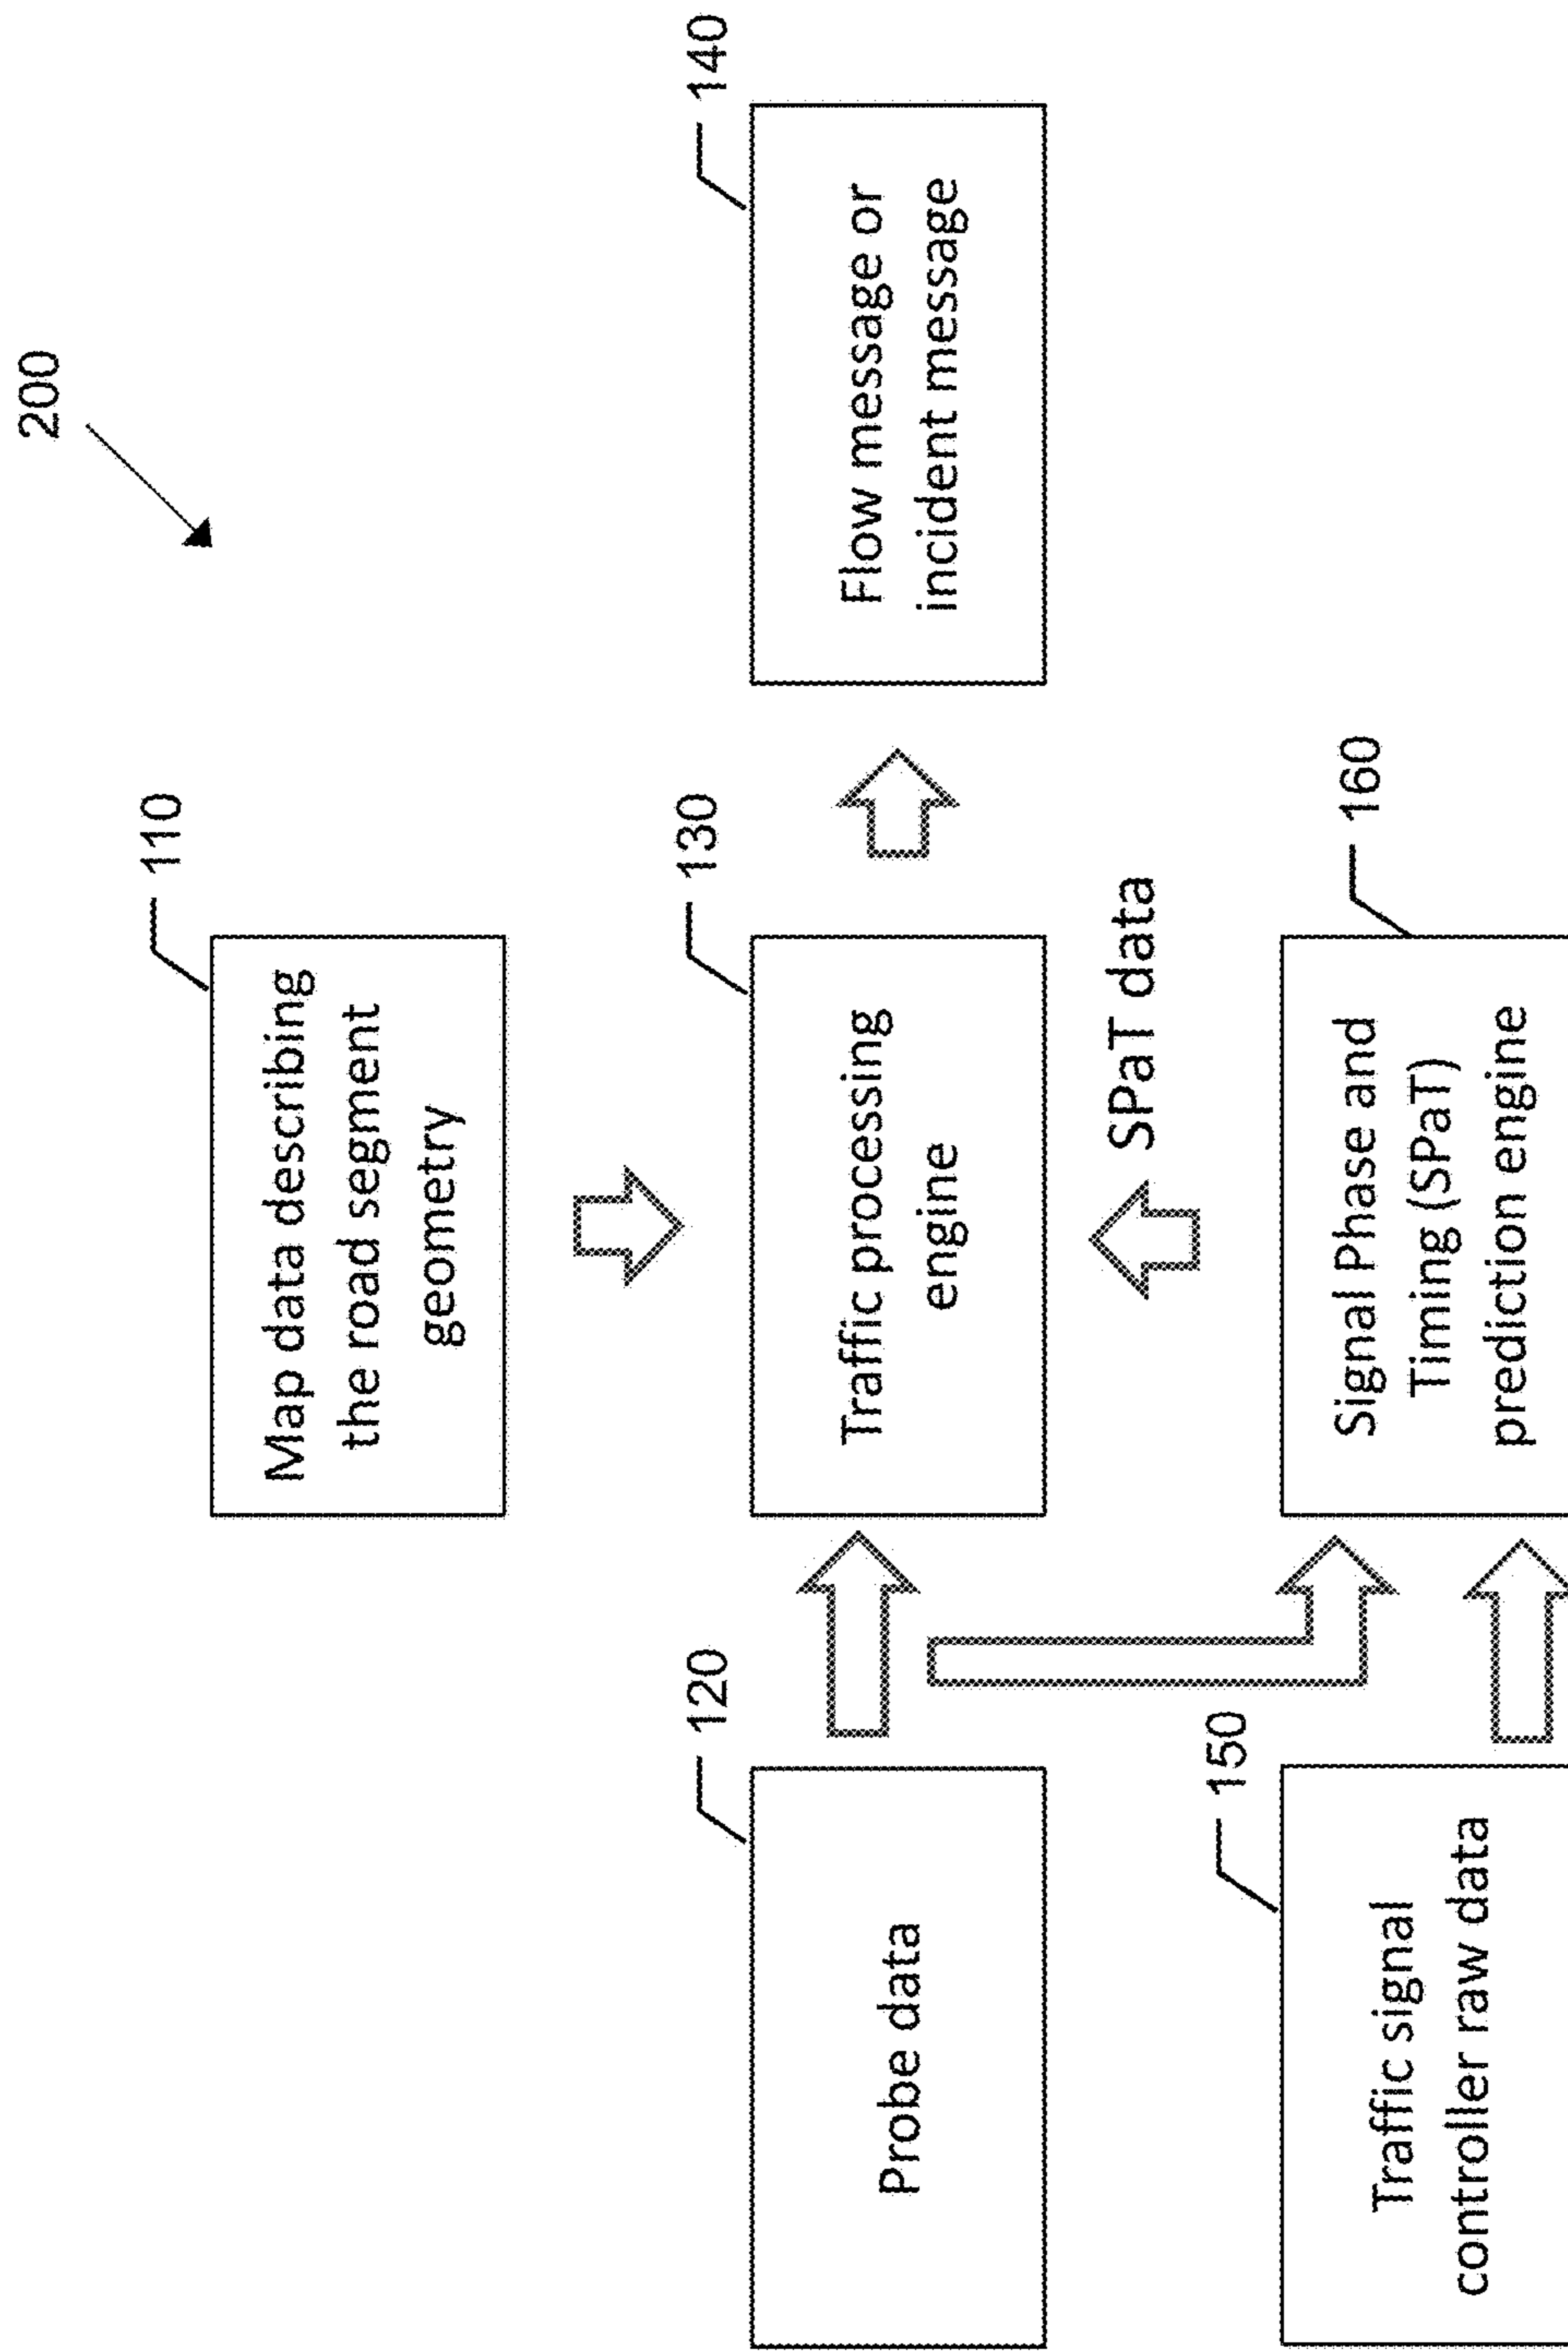 200
110
Map data describing
the road segment
geometry
120
Probe data
130
Traffic processing
engine
140
Flow message or
incident message
SPaT data
150
Traffic signal
controller raw data
160
Signal Phase and
Timing (SPaT)
prediction engine